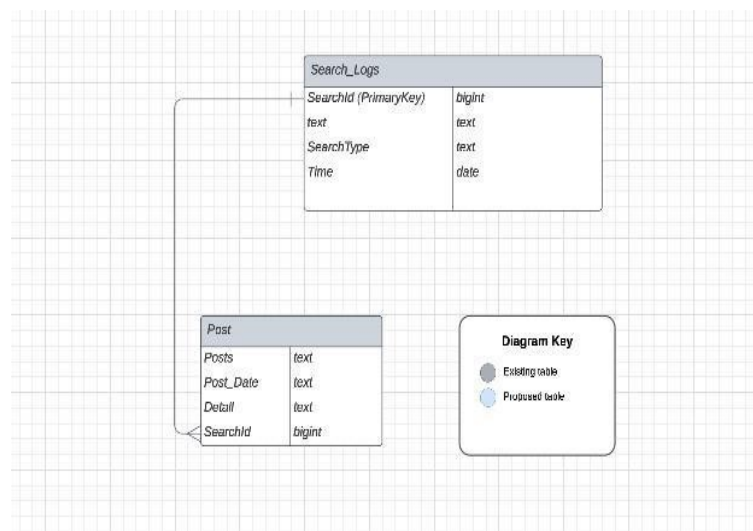 Search_Logs
SearchId (PrimaryKey) bigint
text text
SearchType text
Time date
Post
Posts text
Post_Date text
Detail text
SearchId bigint
Diagram Key
Existing table
Proposed table